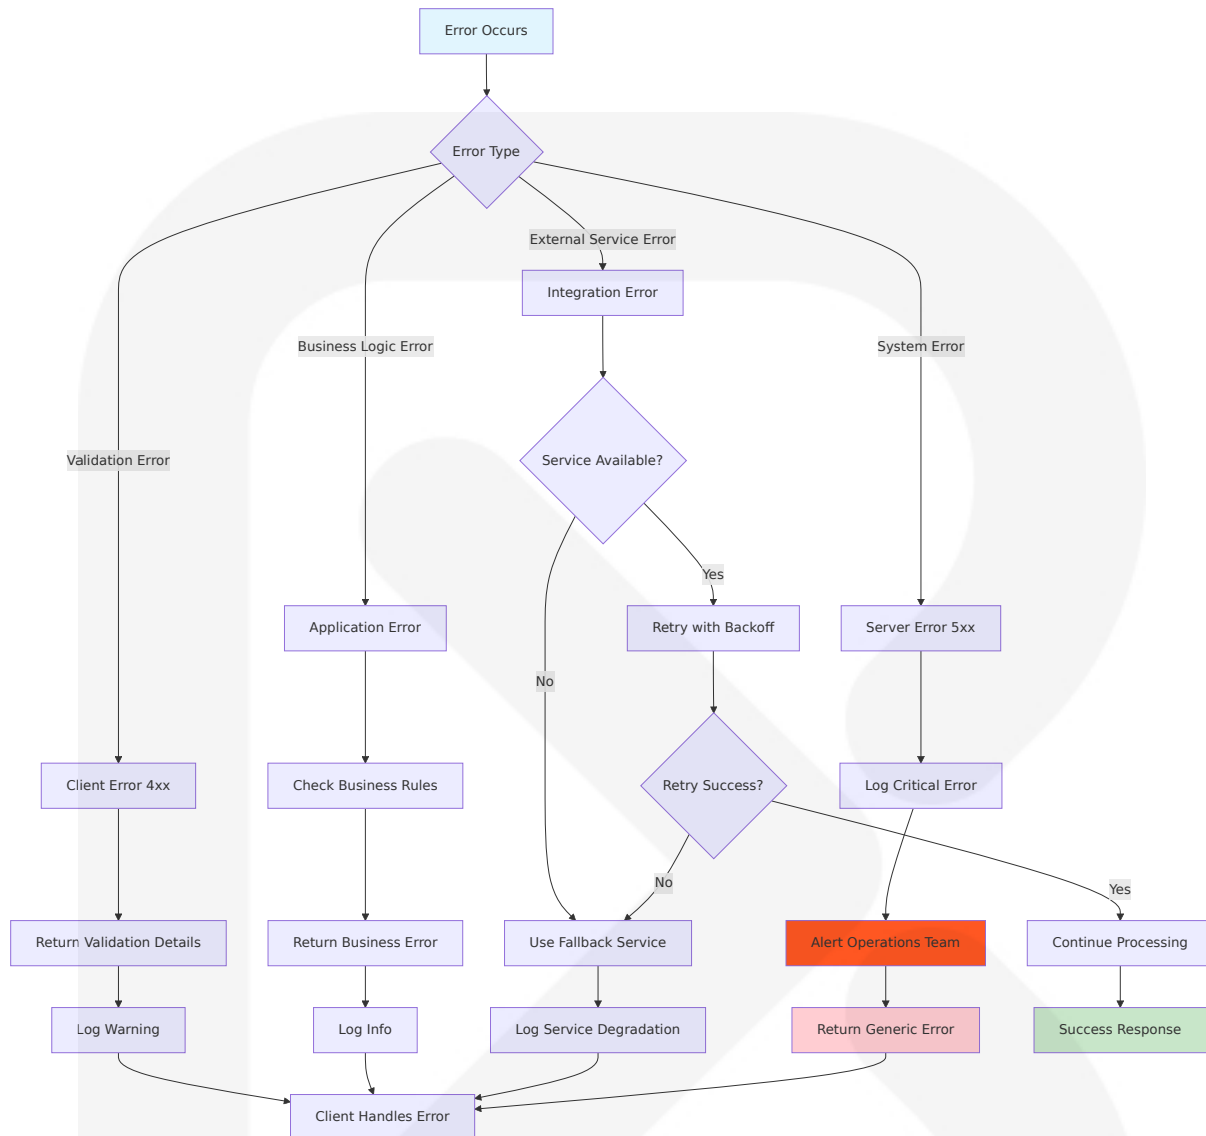 Error Occurs
Error Type
External Service Error
Integration Error
Business Logic Error
System Error
Validation Error
Service Available?
Yes
Application Error
Retry with Backoff
Server Error 5xx
No
Client Error 4xx
Check Business Rules
Retry Success?
Log Critical Error
No
Yes
Return Validation Details
Return Business Error
Use Fallback Service
Alert Operations Team
Continue Processing
Log Warning
Log Info
Log Service Degradation
Return Generic Error
Success Response
Client Handles Error